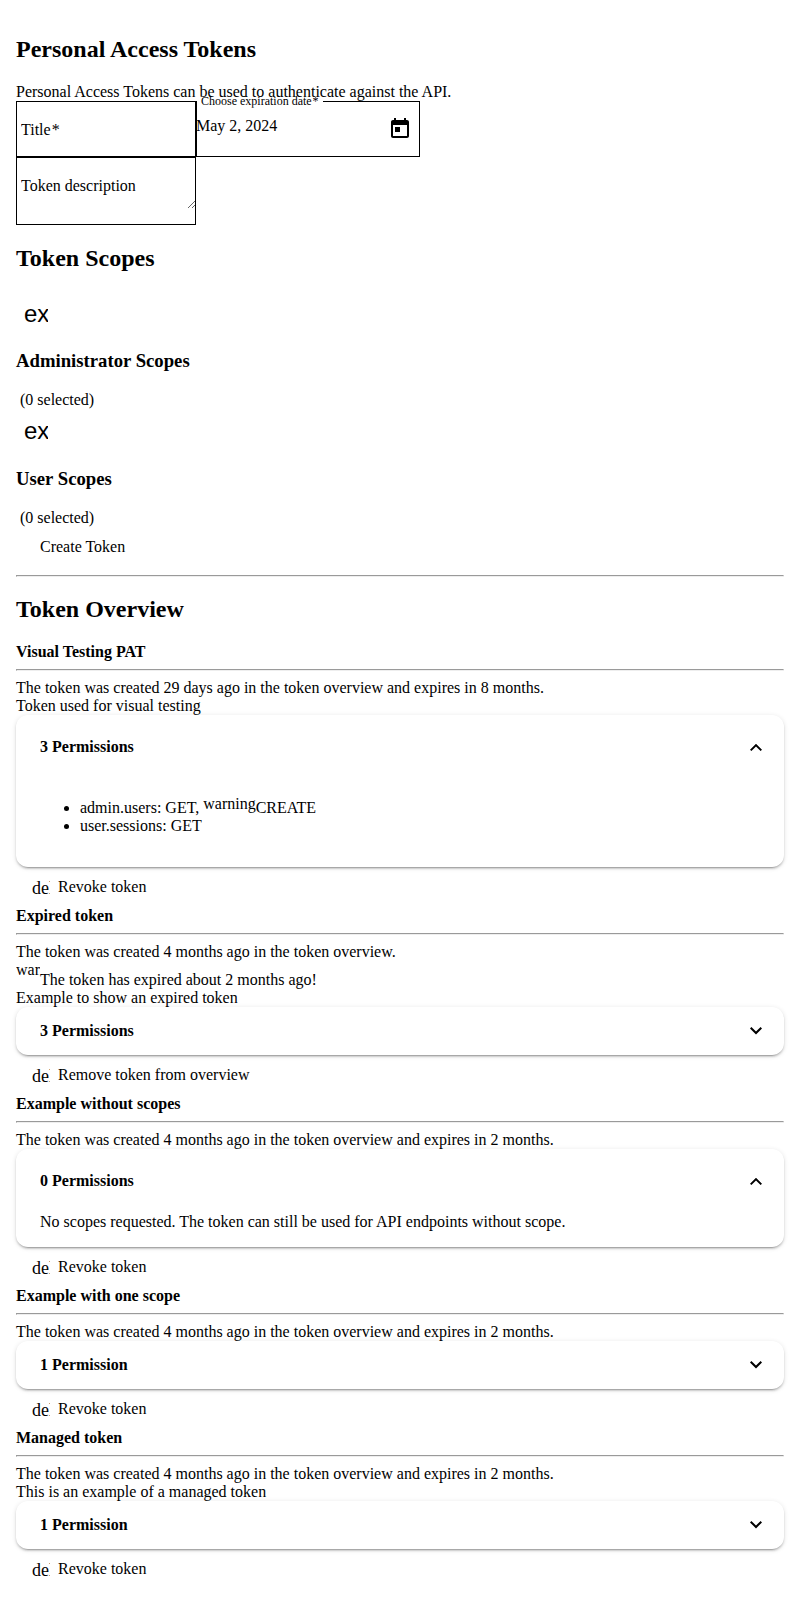 Personal Access Tokens
Personal Access Tokens can be used to authenticate against the API.
Choose expiration date*
Title*
May 2, 2024
Token description
Token Scopes
ex
Administrator Scopes
(0 selected)
ex
User Scopes
(0 selected)
Create Token
Token Overview
Visual Testing PAT
The token was created 29 days ago in the token overview and expires in 8 months.
Token used for visual testing
3 Permissions
admin.users: GET, warningCREATE
user.sessions: GET
de Revoke token
Expired token
The token was created 4 months ago in the token overview.
war The token has expired about 2 months ago!
Example to show an expired token
3 Permissions
de Remove token from overview
Example without scopes
The token was created 4 months ago in the token overview and expires in 2 months.
0 Permissions
No scopes requested. The token can still be used for API endpoints without scope.
de Revoke token
Example with one scope
The token was created 4 months ago in the token overview and expires in 2 months.
1 Permission
de Revoke token
Managed token
The token was created 4 months ago in the token overview and expires in 2 months.
This is an example of a managed token
1 Permission
de Revoke token